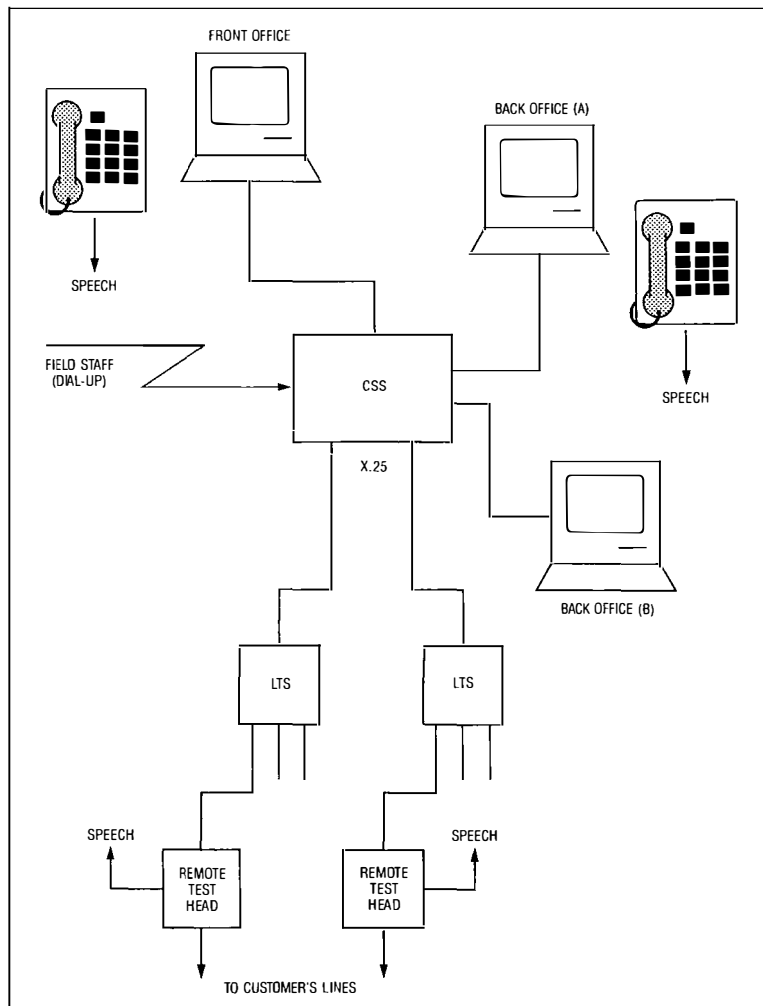 FRONT OFFICE
BACK OFFICE (A)
SPEECH
FIELD STAFF
(DIAL-UP)
CSS
SPEECH
X.25
BACK OFFICE (B)
LTS
LTS
SPEECH
SPEECH
REMOTE
TEST
HEAD
REMOTE
TEST
HEAD
TO CUSTOMER'S LINES